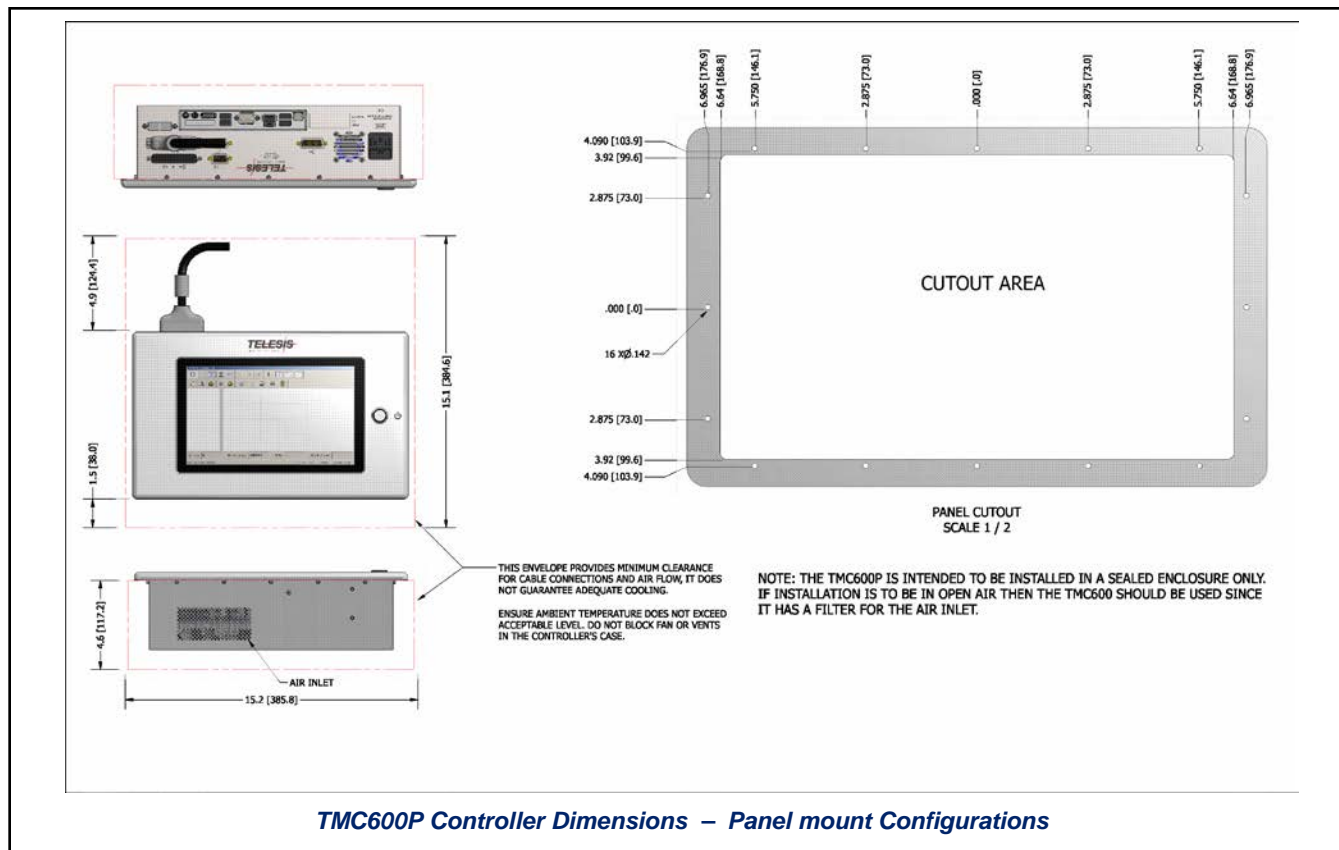 6.965 [176.9]
6.64 [168.8]
5.750 [146.1]
2.875 [73.0]
.000 [.0]
2.875 [73.0]
5.750 [146.1]
6.64 [168.8]
6.965 [176.9]
4.090 [103.9]
3.92 [99.6]
2.875 [73.0]
.000 [.0]
16 XØ.142
2.875 [73.0]
3.92 [99.6]
4.090 [103.9]
CUTOUT AREA
PANEL CUTOUT
SCALE 1 / 2
TELESIS
4.9 [124.4]
TELESIS
15.1 [384.6]
1.5 [38.0]
4.6 [117.2]
AIR INLET
15.2 [385.8]
THIS ENVELOPE PROVIDES MINIMUM CLEARANCE
FOR CABLE CONNECTIONS AND AIR FLOW, IT DOES
NOT GUARANTEE ADEQUATE COOLING.
ENSURE AMBIENT TEMPERATURE DOES NOT EXCEED
ACCEPTABLE LEVEL. DO NOT BLOCK FAN OR VENTS
IN THE CONTROLLER'S CASE.
NOTE: THE TMC600P IS INTENDED TO BE INSTALLED IN A SEALED ENCLOSURE ONLY.
IF INSTALLATION IS TO BE IN OPEN AIR THEN THE TMC600 SHOULD BE USED SINCE
IT HAS A FILTER FOR THE AIR INLET.
TMC600P Controller Dimensions – Panel mount Configurations